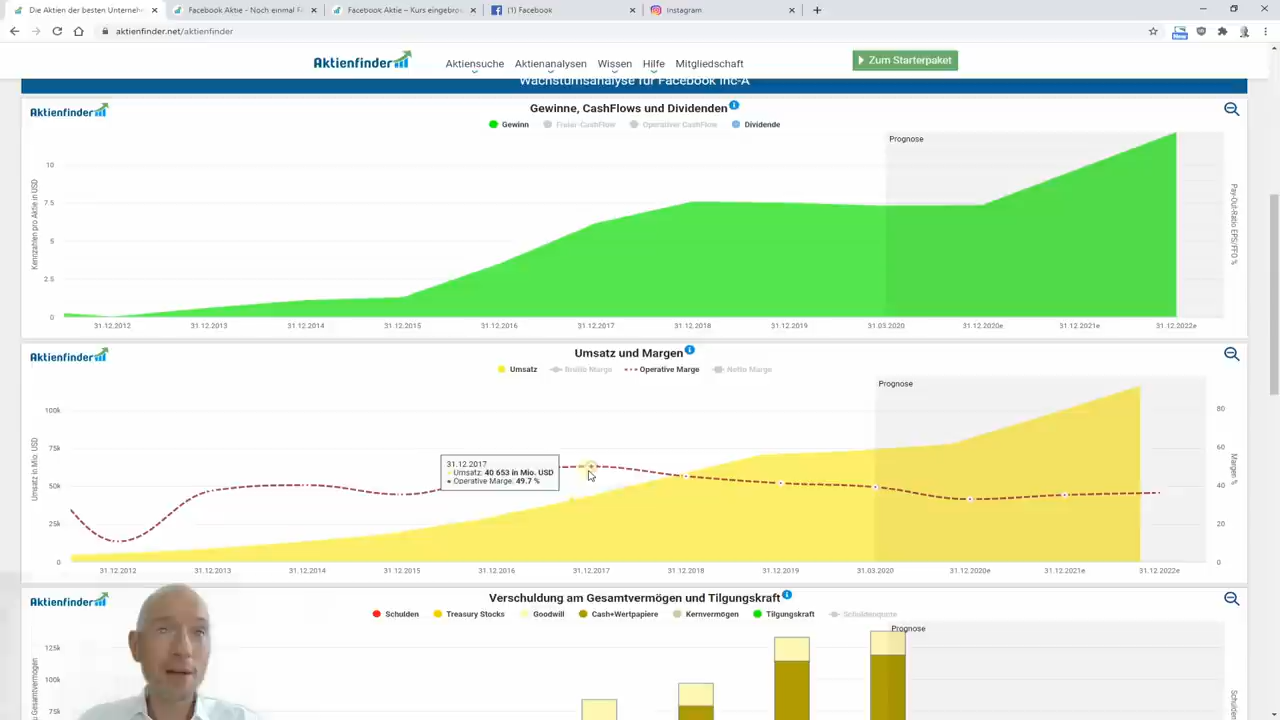 Die Aktien der besten Unterneh
Facebook Aktie - Noch einmal F
Facebook Aktie – Kurs eingebro
(1) Facebook
Instagram
aktienfinder.net/aktienfinder
New
Aktienfinder
Aktiensuche
Aktienanalysen
Wissen
Hilfe
Mitgliedschaft
Zum Starterpaket
Wachstumsanalyse für Facebook Inc-A
Aktienfinder
Gewinne, CashFlows und Dividenden
Gewinn
Freier CashFlow
Operativer CashFlow
Dividende
Prognose
Kennzahlen pro Aktie in USD
10
7.5
5
2.5
0
Pay-Out-Ratio EPS/FFO %
31.12.2012 31.12.2013 31.12.2014 31.12.2015 31.12.2016 31.12.2017 31.12.2018 31.12.2019 31.03.2020 31.12.2020e 31.12.2021e 31.12.2022e
Aktienfinder
Umsatz und Margen
Umsatz
Brutto Marge
Operative Marge
Netto Marge
Prognose
Umsatz in Mio. USD
100k
75k
50k
25k
0
80
60
40
20
0
Margen %
31.12.2017
Umsatz: 40 653 in Mio. USD
Operative Marge: 49.7 %
31.12.2012 31.12.2013 31.12.2014 31.12.2015 31.12.2016 31.12.2017 31.12.2018 31.12.2019 31.03.2020 31.12.2020e 31.12.2021e 31.12.2022e
Aktienfinder
Verschuldung am Gesamtvermögen und Tilgungskraft
Schulden
Treasury Stocks
Goodwill
Cash+Wertpapiere
Kernvermögen
Tilgungskraft
Schuldenquote
Prognose
125k
100k
75k
Gesamtvermögen